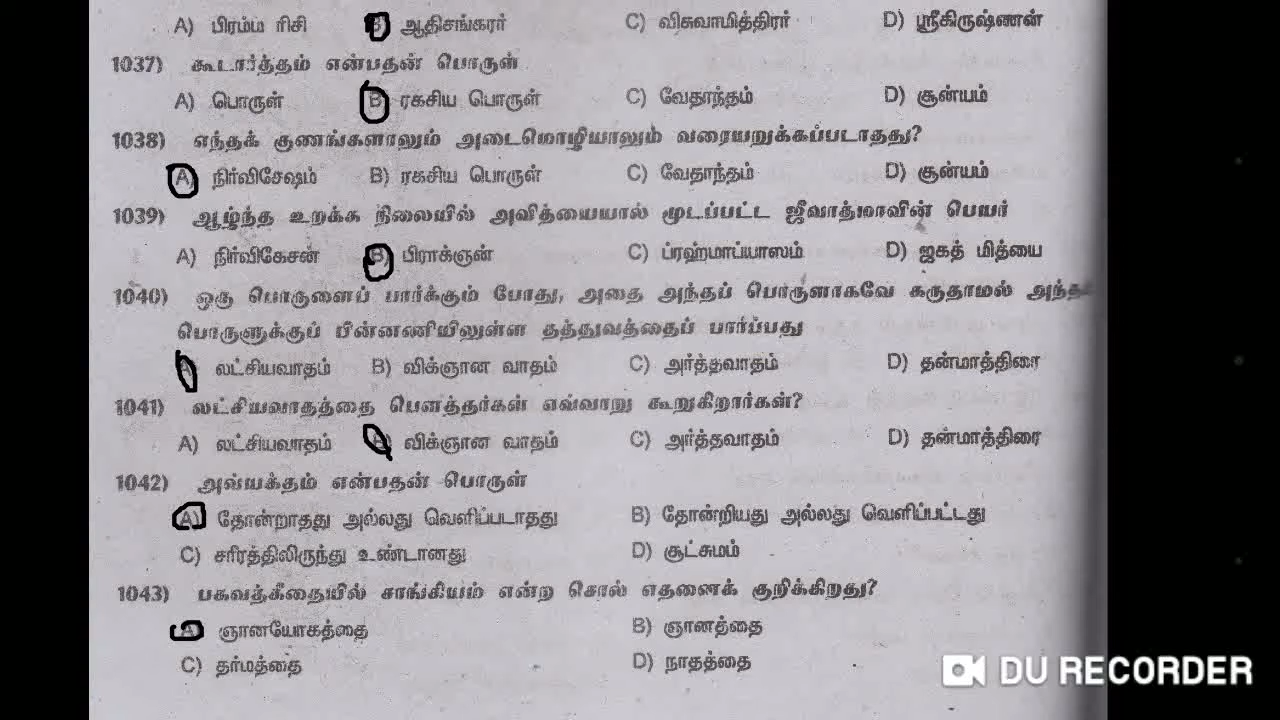 A) பிரம்ம ரிசி B) ஆதிசங்கரர் C) விசுவாமித்திரர் D) ஸ்ரீகிருஷ்ணன்
1037) கூடார்த்தம் என்பதன் பொருள்
A) பொருள் B) ரகசிய பொருள் C) வேதாந்தம் D) சூன்யம்
1038) எந்தக் குணங்களாலும் அடைமொழியாலும் வரையறுக்கப்படாதது?
A) நிர்விசேஷம் B) ரகசிய பொருள் C) வேதாந்தம் D) சூன்யம்
1039) ஆழ்ந்த உறக்க நிலையில் அவித்யையால் மூடப்பட்ட ஜீவாத்மாவின் பெயர்
A) நிர்விகேசன் B) பிராக்ஞன் C) ப்ரஹ்மாப்யாஸம் D) ஜகத் மித்யை
1040) ஒரு பொருளைப் பார்க்கும் போது, அதை அந்தப் பொருளாகவே கருதாமல் அந்தப்
பொருளுக்குப் பின்னணியிலுள்ள தத்துவத்தைப் பார்ப்பது
A) லட்சியவாதம் B) விக்ஞான வாதம் C) அர்த்தவாதம் D) தன்மாத்திரை
1041) லட்சியவாதத்தை பௌத்தர்கள் எவ்வாறு கூறுகிறார்கள்?
A) லட்சியவாதம் B) விக்ஞான வாதம் C) அர்த்தவாதம் D) தன்மாத்திரை
1042) அவ்யக்தம் என்பதன் பொருள்
A) தோன்றாதது அல்லது வெளிப்படாதது B) தோன்றியது அல்லது வெளிப்பட்டது
C) சரீரத்திலிருந்து உண்டானது D) சூட்சுமம்
1043) பகவத்கீதையில் சாங்கியம் என்ற சொல் எதனைக் குறிக்கிறது?
A) ஞானயோகத்தை B) ஞானத்தை
C) தர்மத்தை D) நாதத்தை
DU RECORDER